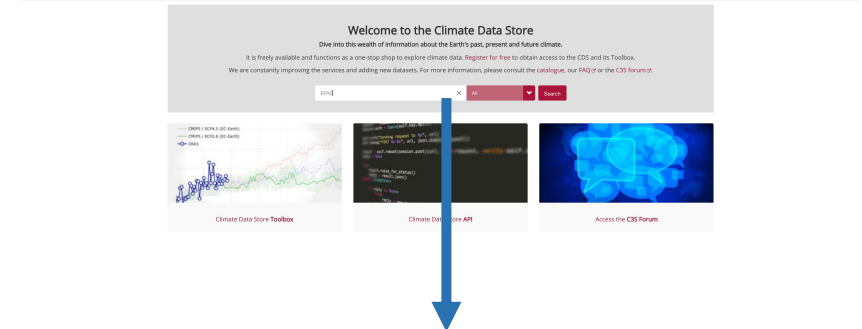 Welcome to the Climate Data Store
Dive into this wealth of information about the Earth's past, present and future climate.
It is freely available and functions as a one-stop shop to explore climate data. Register for free to obtain access to the CDS and its Toolbox.
We are constantly improving the services and adding new datasets. For more information, please consult the catalogue, our FAQ or the C3S forum.
EFAS
All
Search
CMIP5 / RCP4.5 (EC-Earth)
CMIP5 / RCP8.5 (EC-Earth)
ERA5
Climate Data Store Toolbox
Climate Data Store API
Access the C3S Forum